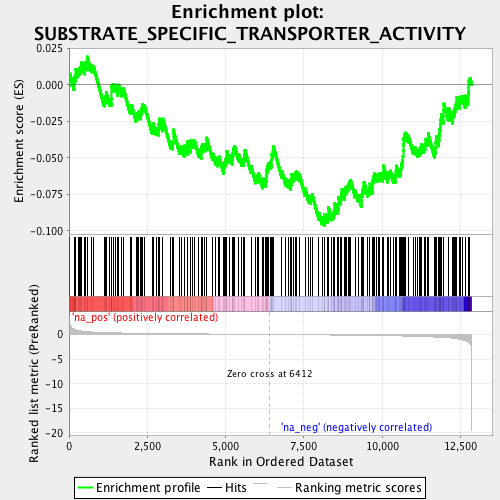 Enrichment plot:
SUBSTRATE_SPECIFIC_TRANSPORTER_ACTIVITY
Enrichment score (ES)
0.025
0.000
-0.025
-0.050
-0.075
-0.100
'na_pos' (positively correlated)
Ranked list metric (PreRanked)
0
-5
-10
-15
-20
Zero cross at 6412
'na_neg' (negatively correlated)
0
2,500
5,000
7,500
10,000
12,500
Rank in Ordered Dataset
Enrichment profile
Hits
Ranking metric scores